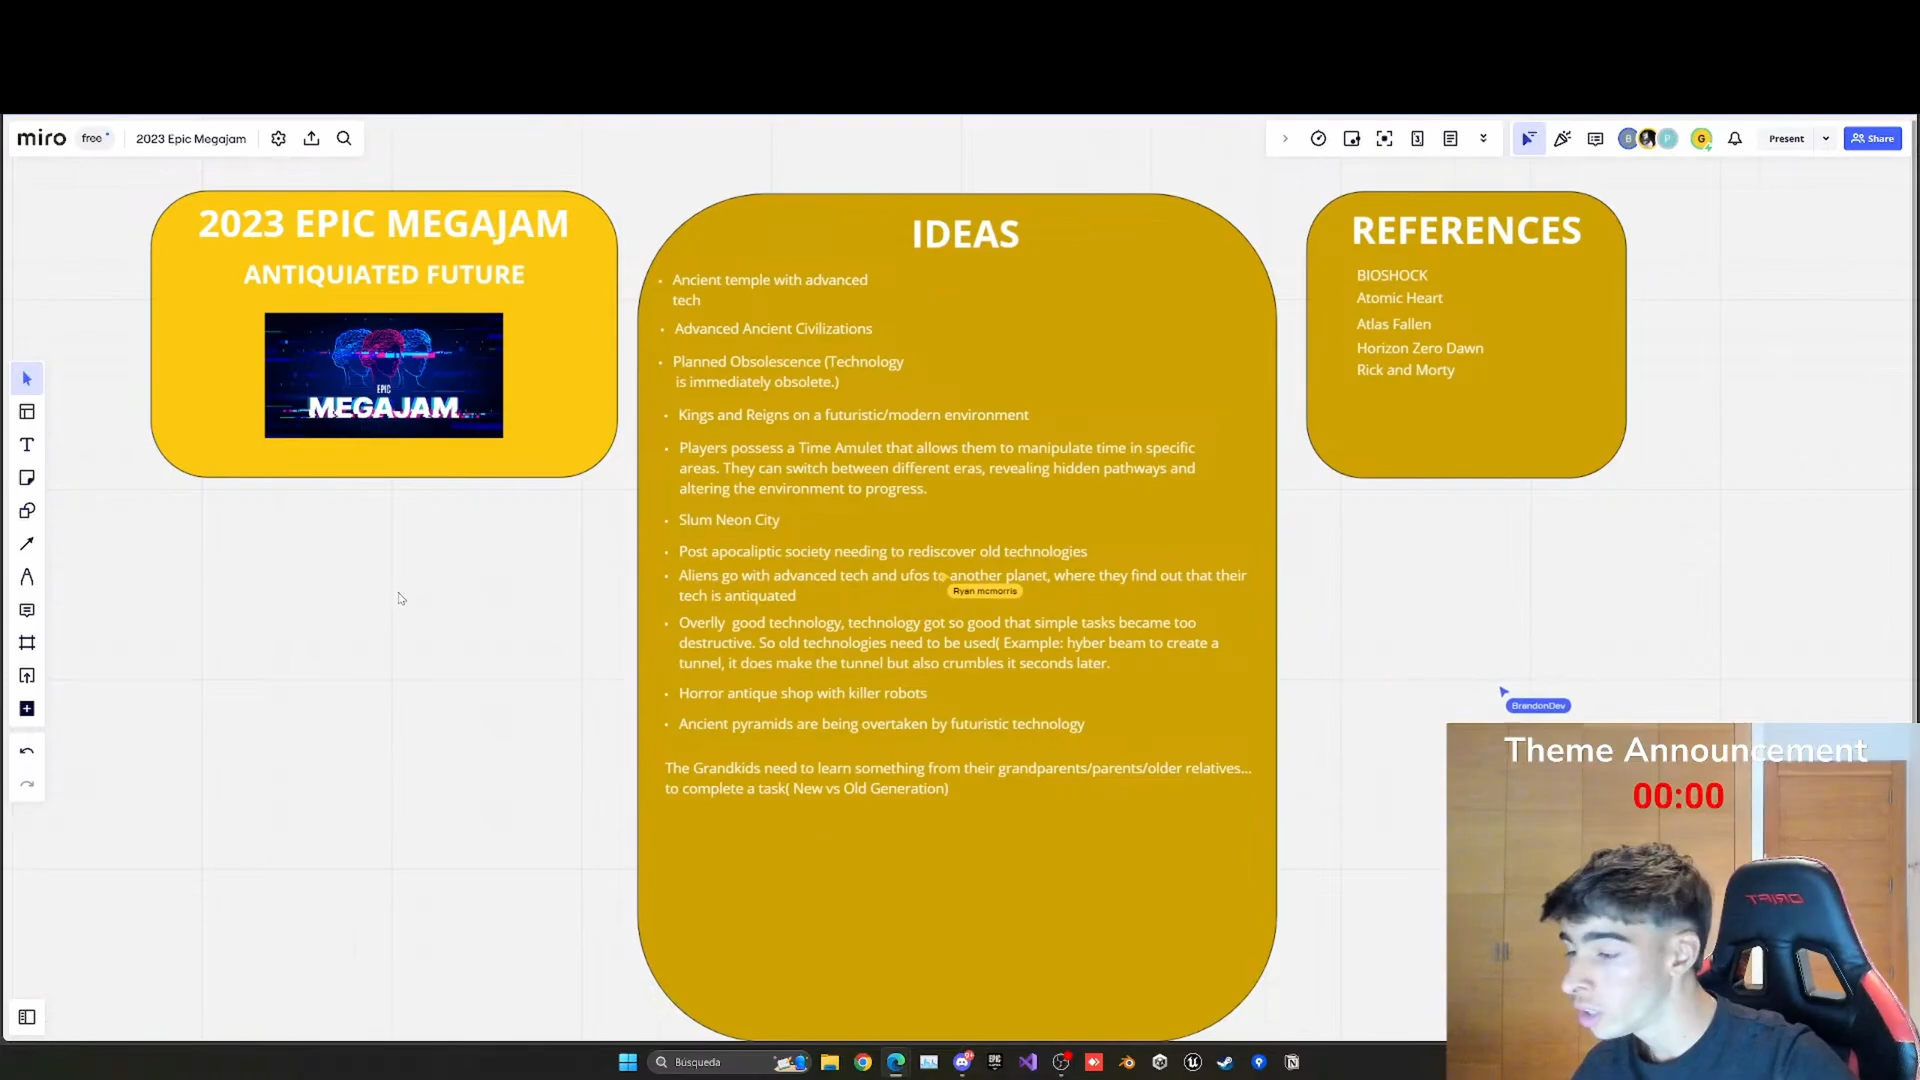 miro
free
2023 Epic Megajam
Present
Share
2023 EPIC MEGAJAM
ANTIQUIATED FUTURE
EPIC
MEGAJAM
IDEAS
• Ancient temple with advanced
tech
• Advanced Ancient Civilizations
• Planned Obsolescence (Technology
is immediately obsolete.)
• Kings and Reigns on a futuristic/modern environment
• Players possess a Time Amulet that allows them to manipulate time in specific
areas. They can switch between different eras, revealing hidden pathways and
altering the environment to progress.
• Slum Neon City
• Post apocaliptic society needing to rediscover old technologies
• Aliens go with advanced tech and ufos to another planet, where they find out that their
tech is antiquated
Ryan mcmorris
• Overlly good technology, technology got so good that simple tasks became too
destructive. So old technologies need to be used( Example: hyber beam to create a
tunnel, it does make the tunnel but also crumbles it seconds later.
• Horror antique shop with killer robots
• Ancient pyramids are being overtaken by futuristic technology
The Grandkids need to learn something from their grandparents/parents/older relatives...
to complete a task( New vs Old Generation)
REFERENCES
BIOSHOCK
Atomic Heart
Atlas Fallen
Horizon Zero Dawn
Rick and Morty
BrandonDev
Theme Announcement
00:00
DRIFT
Búsqueda